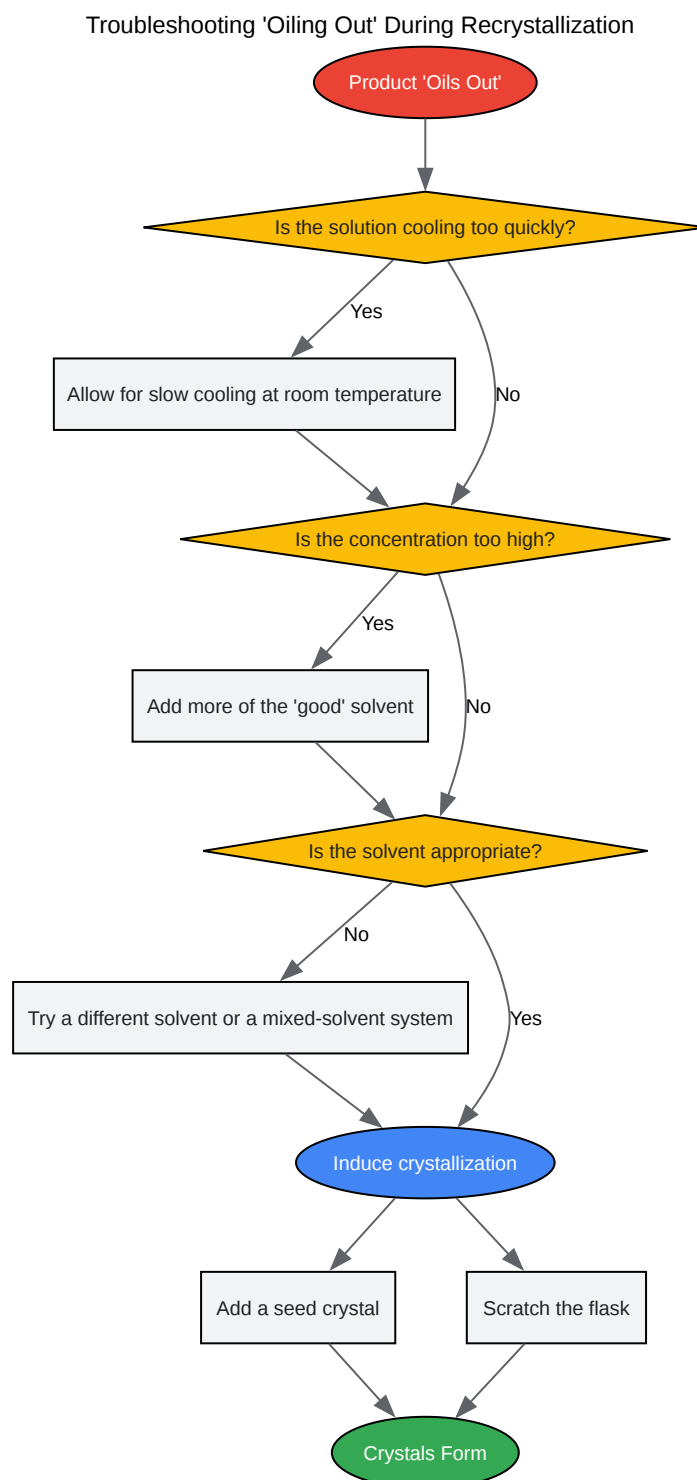 Troubleshooting 'Oiling Out' During Recrystallization
Product 'Oils Out'
Is the solution cooling too quickly?
Yes
Allow for slow cooling at room temperature
No
Is the concentration too high?
Yes
Add more of the 'good' solvent
No
Is the solvent appropriate?
No
Try a different solvent or a mixed-solvent system
Yes
Induce crystallization
Add a seed crystal
Scratch the flask
Crystals Form